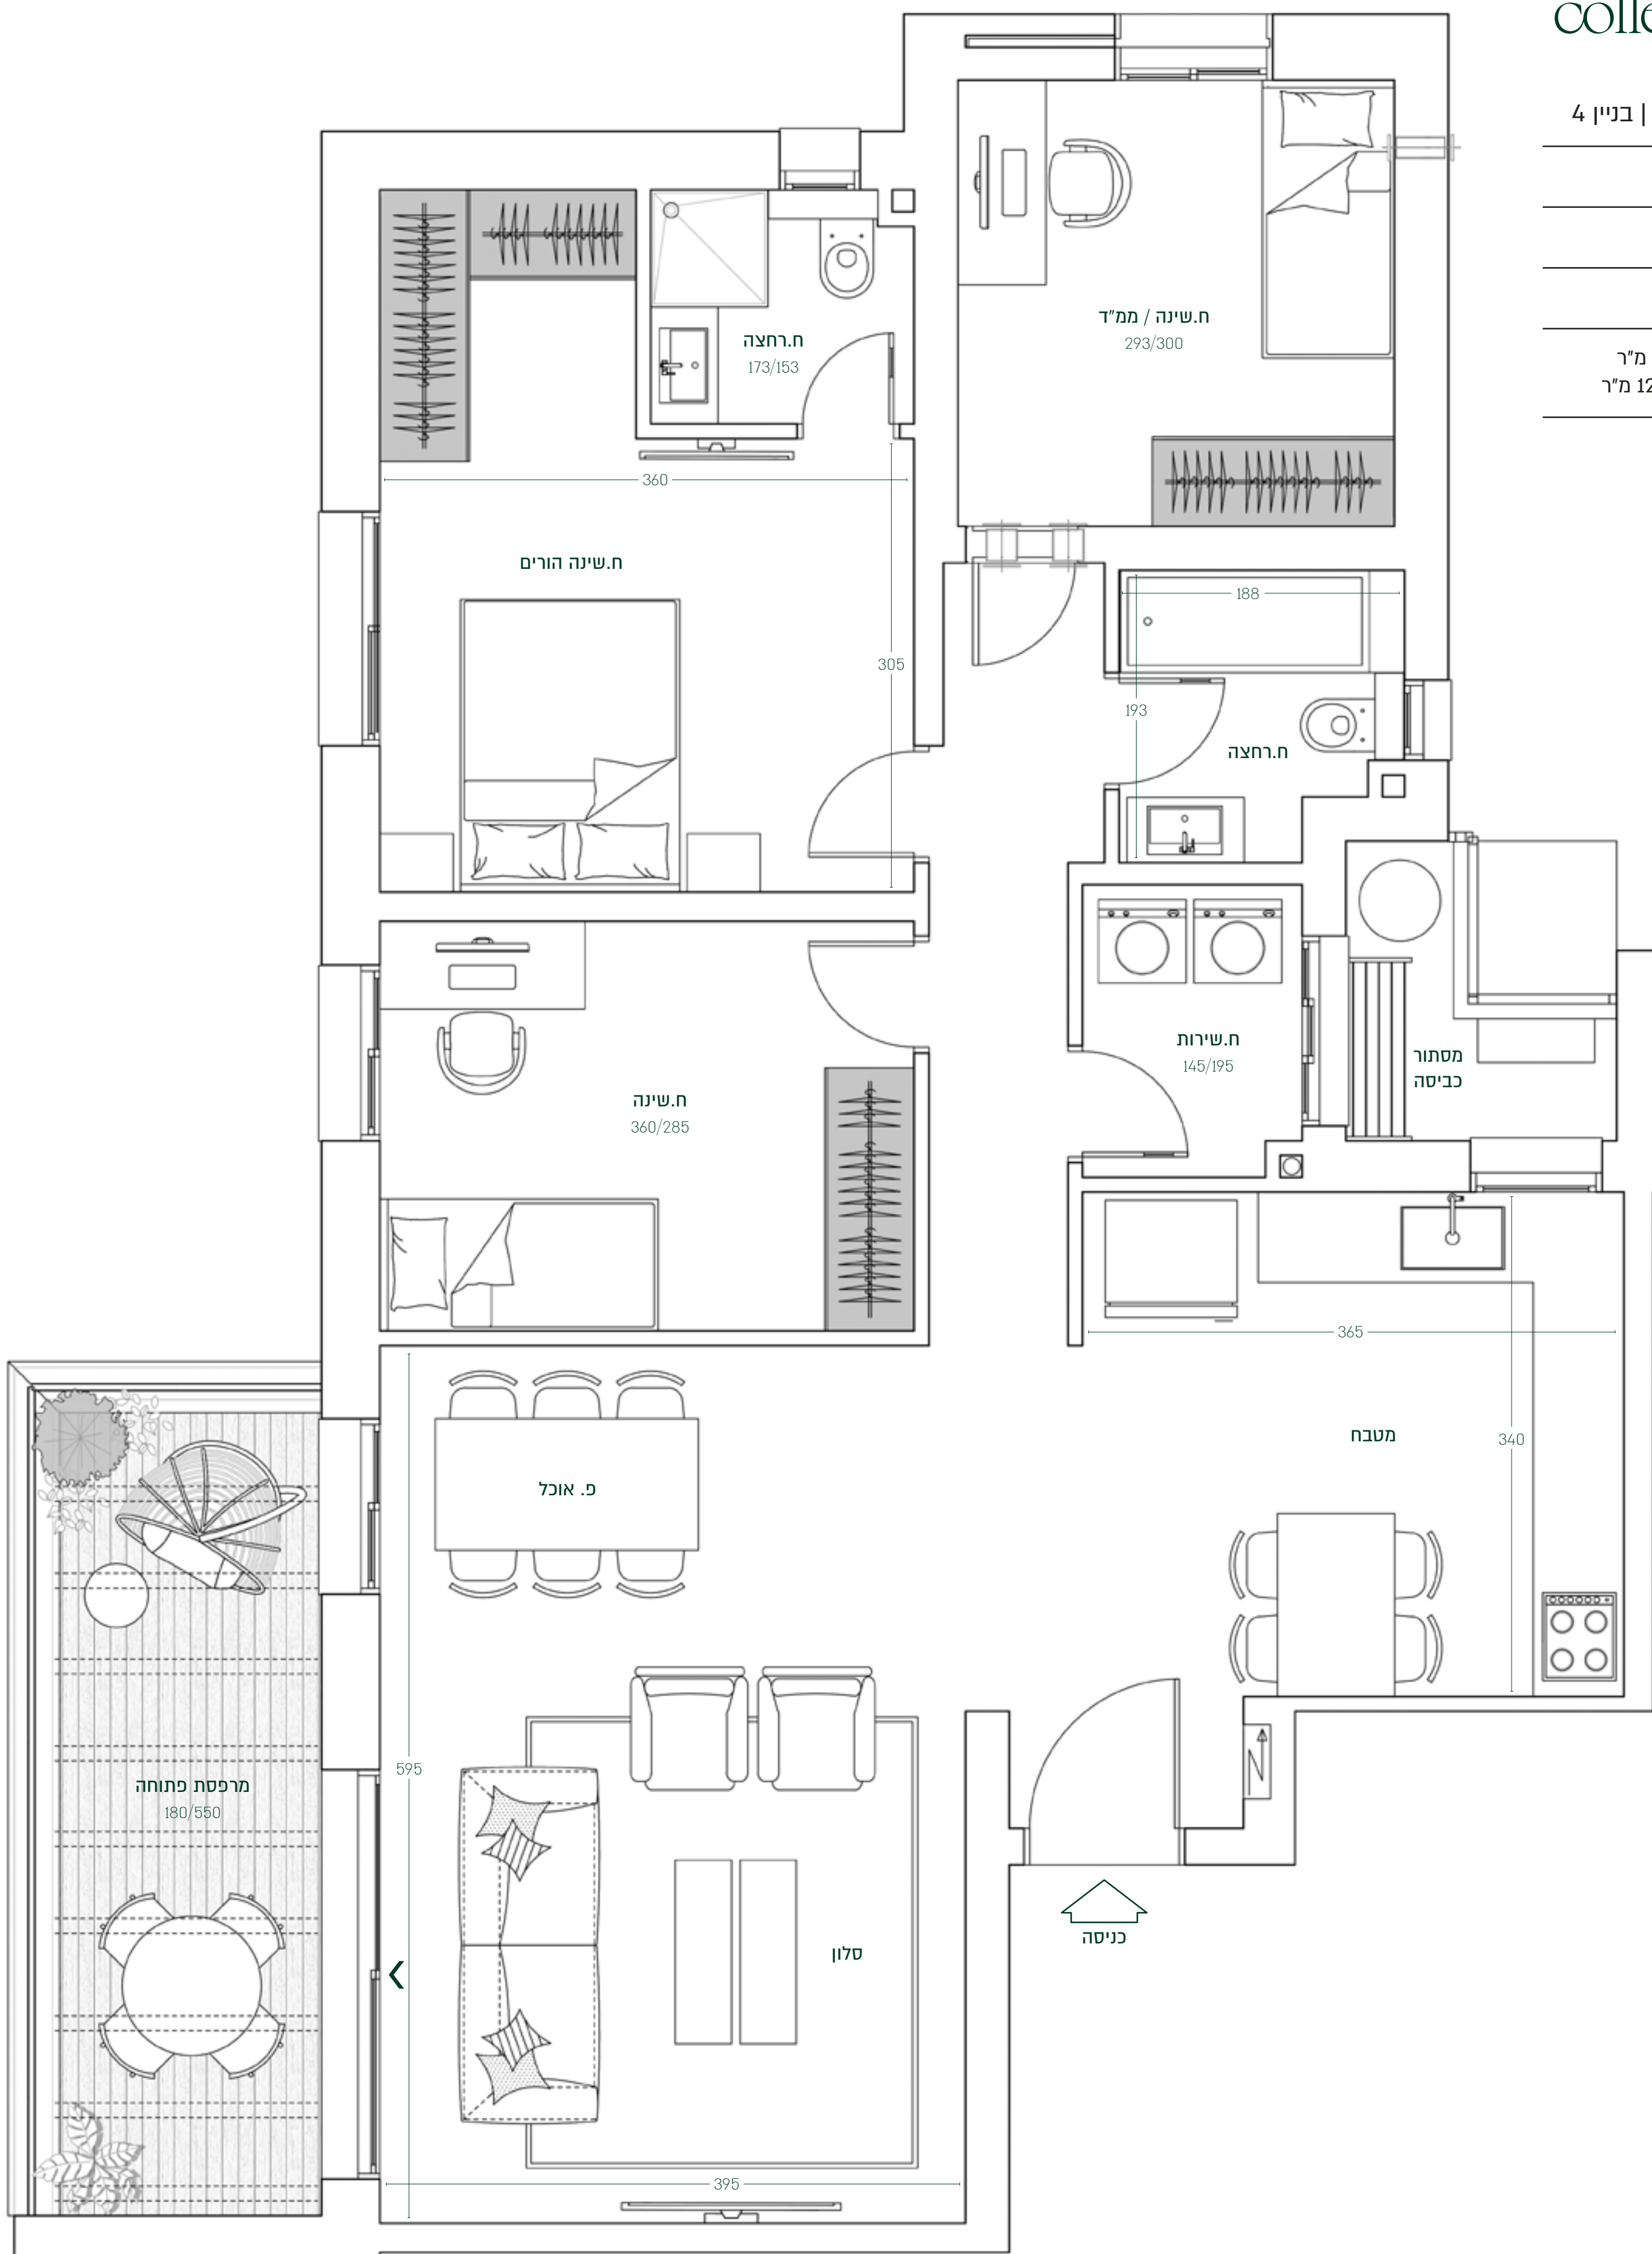 colle
| בניין 4
מ"ר
12 מ"ר
ח.שינה / ממ"ד
293/300
ח.רחצה
173/153
360
ח.שינה הורים
305
188
193
ח.רחצה
ח.שירות
145/195
מסתור
כביסה
ח.שינה
360/285
365
מטבח
340
פ. אוכל
595
מרפסת פתוחה
180/550
סלון
כניסה
395